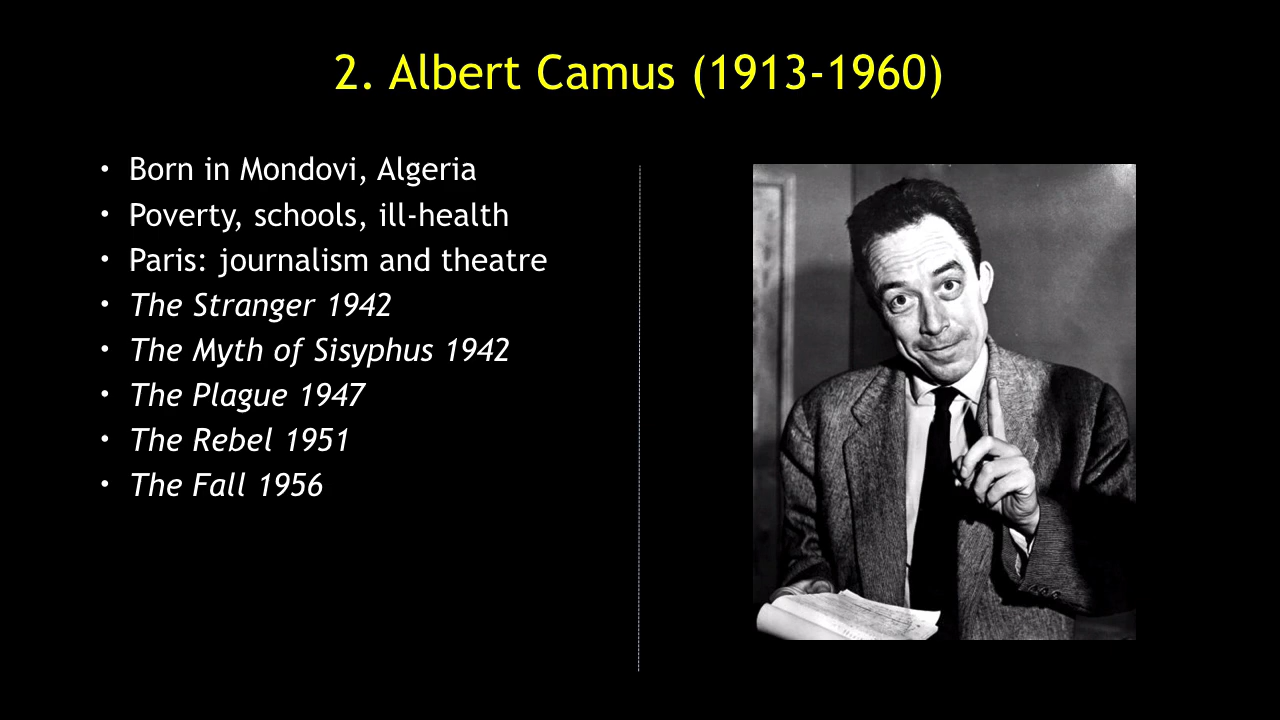 2. Albert Camus (1913-1960)
• Born in Mondovi, Algeria
• Poverty, schools, ill-health
• Paris: journalism and theatre
• The Stranger 1942
• The Myth of Sisyphus 1942
• The Plague 1947
• The Rebel 1951
• The Fall 1956